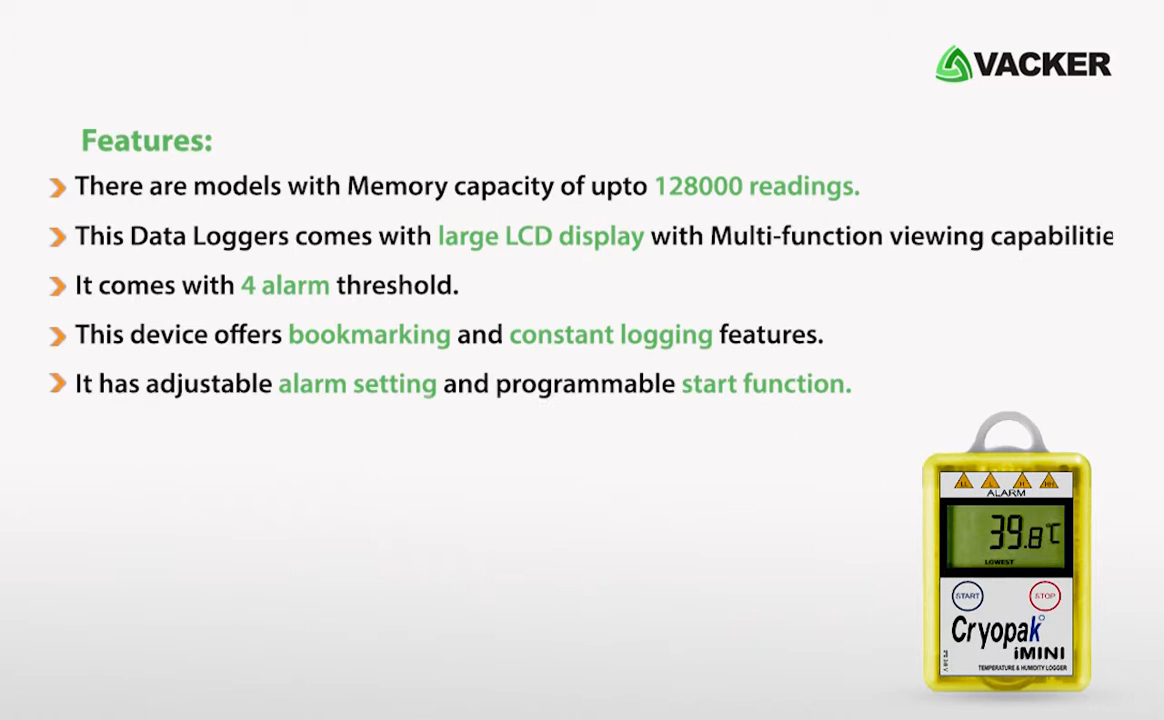 VACKER
Features:
There are models with Memory capacity of upto 128000 readings.
This Data Loggers comes with large LCD display with Multi-function viewing capabilitie
It comes with 4 alarm threshold.
This device offers bookmarking and constant logging features.
It has adjustable alarm setting and programmable start function.
LL L H HH
ALARM
39.8℃
LOWEST
START STOP
Cryopak
iMINI
TEMPERATURE & HUMIDITY LOGGER